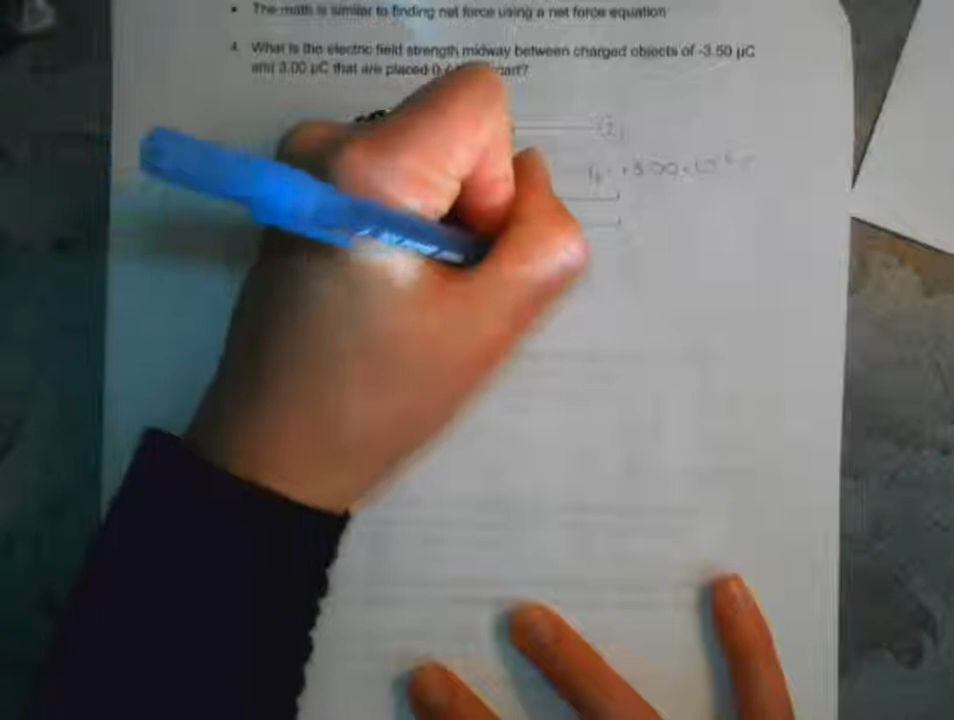 • The math is similar to finding net force using a net force equation
4. What is the electric field strength midway between charged objects of -3.50 µC
and 3.00 µC that are placed
2